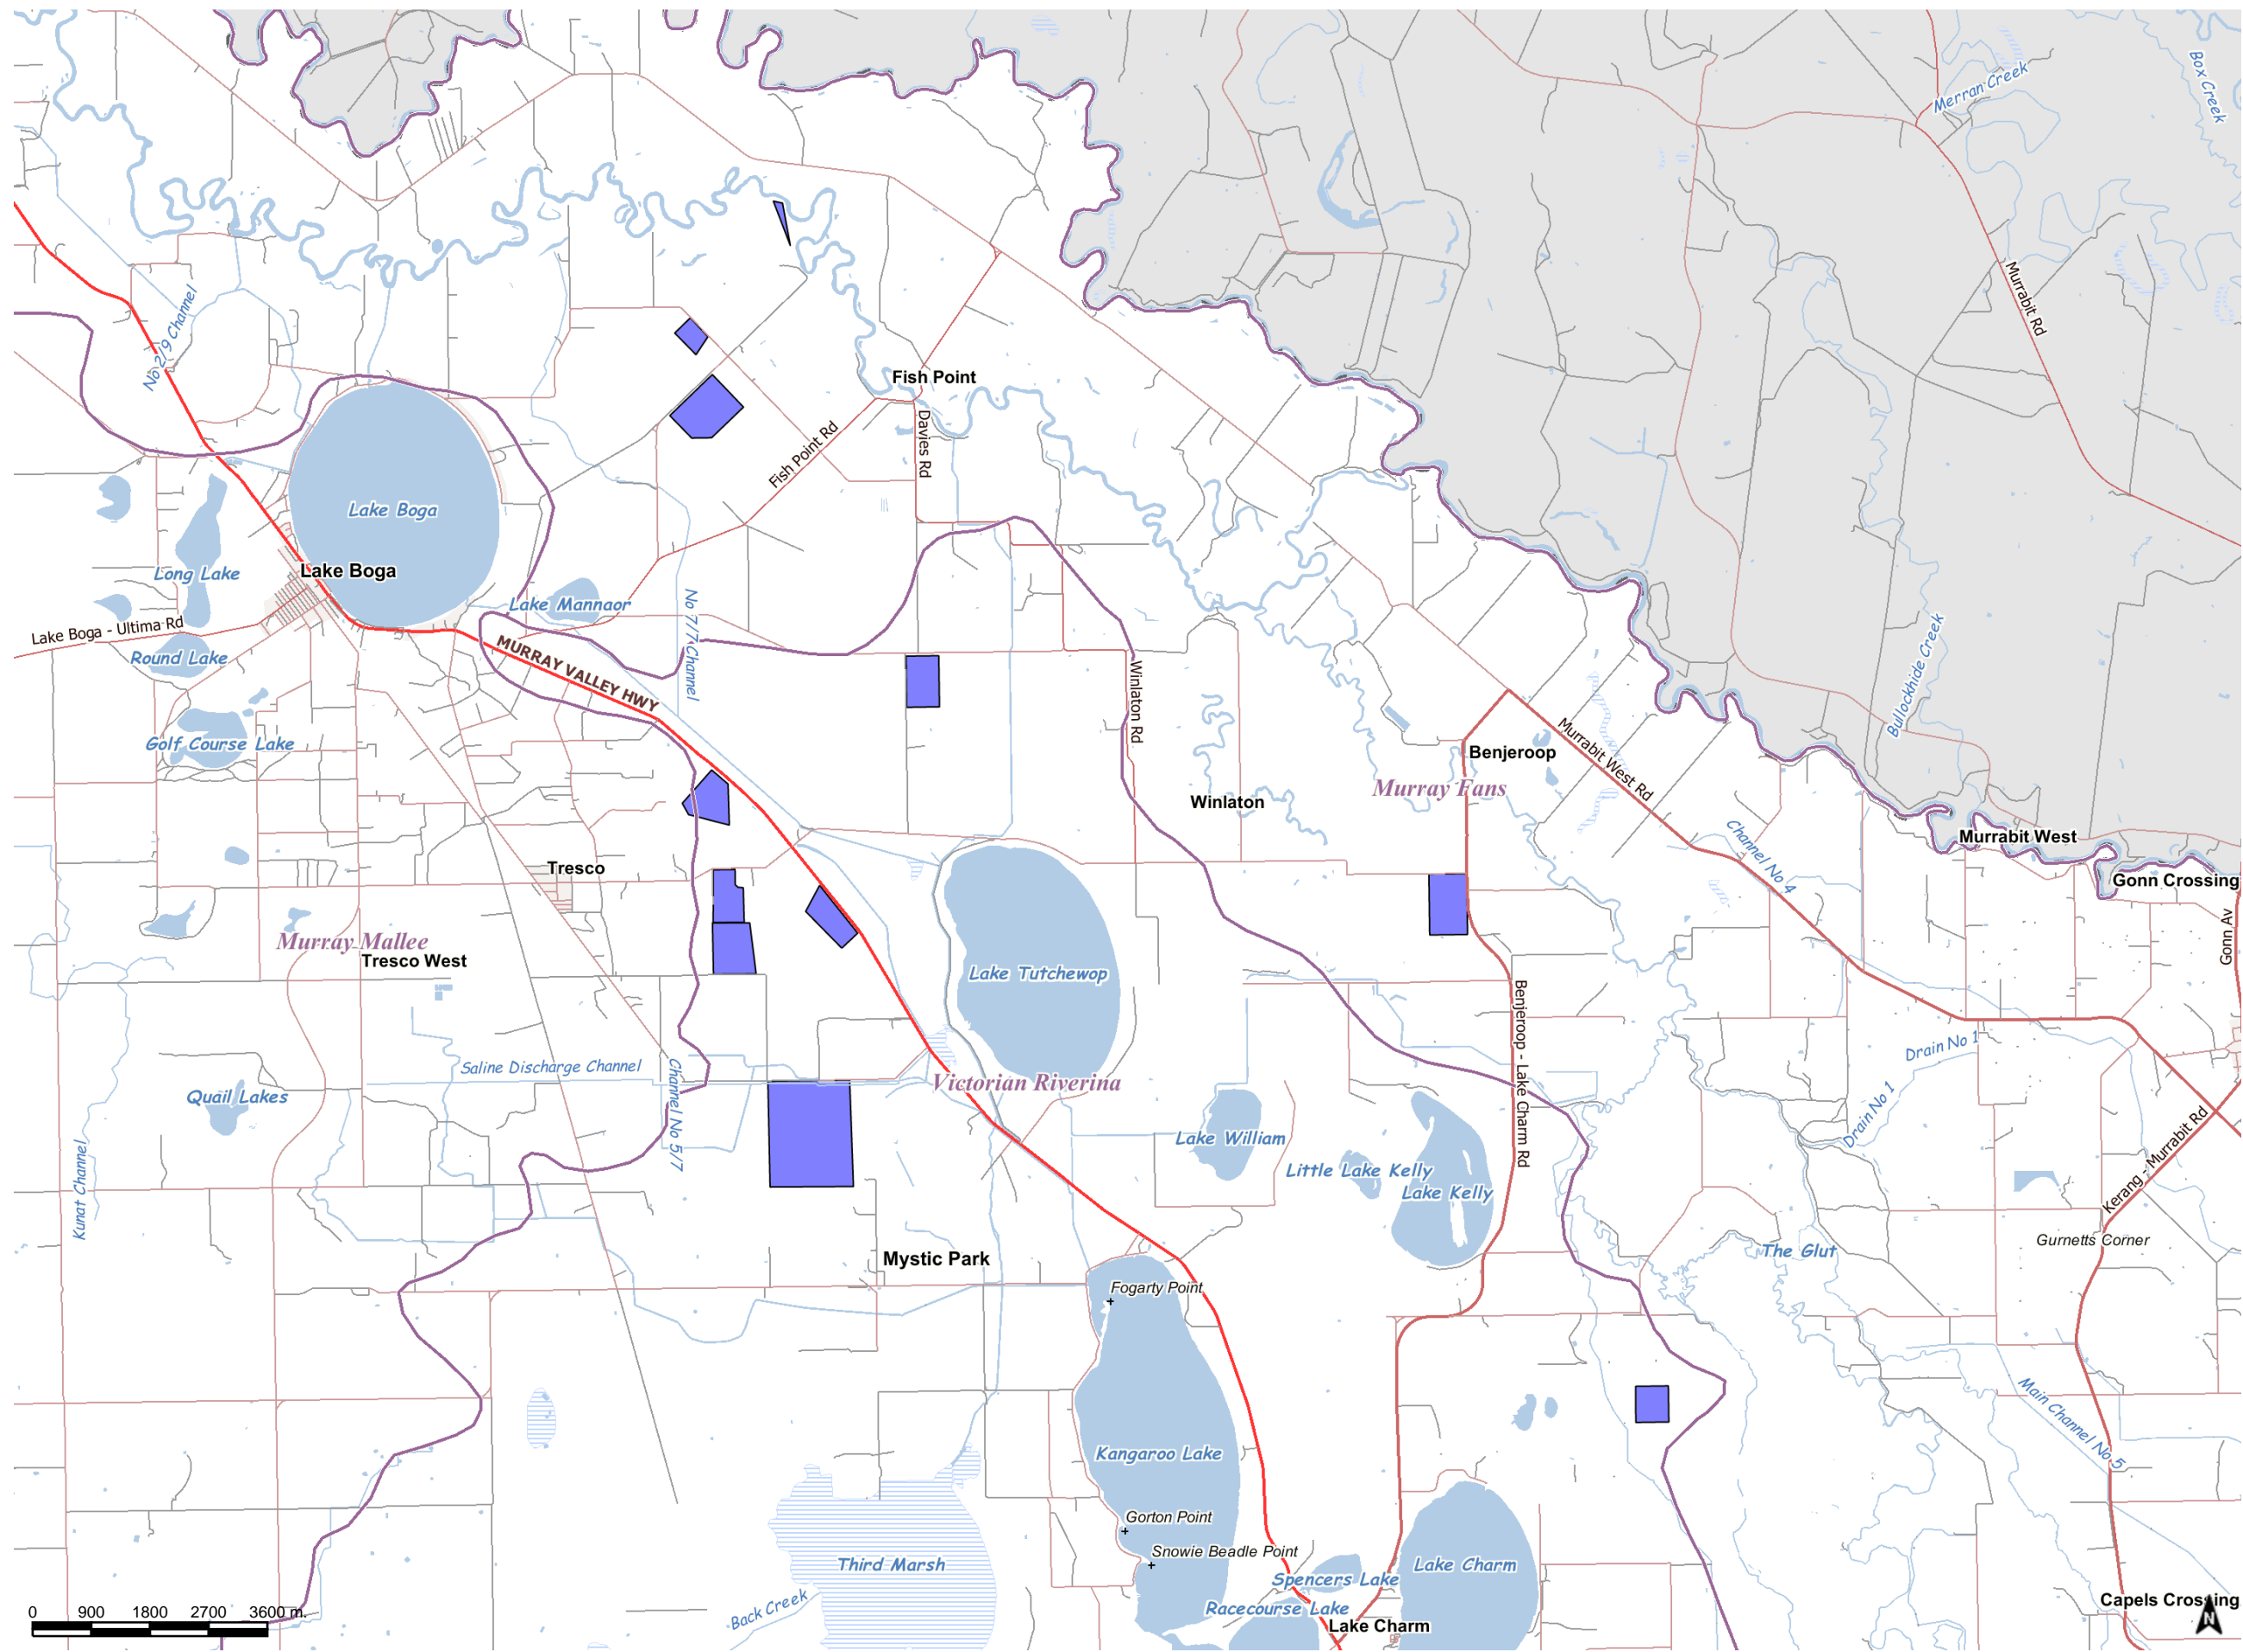 Merran Creek
Box Creek
No 2/9 Channel
Murrabit Rd
Fish Point
Davies Rd
Fish Point Rd
Lake Boga
Long Lake
Lake Boga
Lake Mannaor
No 7/7 Channel
Lake Boga - Ultima Rd
Round Lake
MURRAY VALLEY HWY
Winlaton Rd
Bullockhide Creek
Golf Course Lake
Benjeroop
Murrabit West Rd
Murray Fans
Winlaton
Channel No 4
Murrabit West
Tresco
Gonn Crossing
Gonn Av
Murray Mallee
Tresco West
Lake Tutchewop
Benjeroop - Lake Charm Rd
Drain No 1
Saline Discharge Channel
Channel No 5/7
Victorian Riverina
Quail Lakes
Drain No 1
Kunat Channel
Lake William
Little Lake Kelly
Lake Kelly
Kerang - Murrabit Rd
The Glut
Gurnetts Corner
Mystic Park
Fogarty Point
Main Channel No 5
Kangaroo Lake
Gorton Point
Snowie Beadle Point
Third Marsh
Lake Charm
Spencers Lake
Back Creek
Racecourse Lake
Lake Charm
Capels Crossing
0 900 1800 2700 3600 m.
N